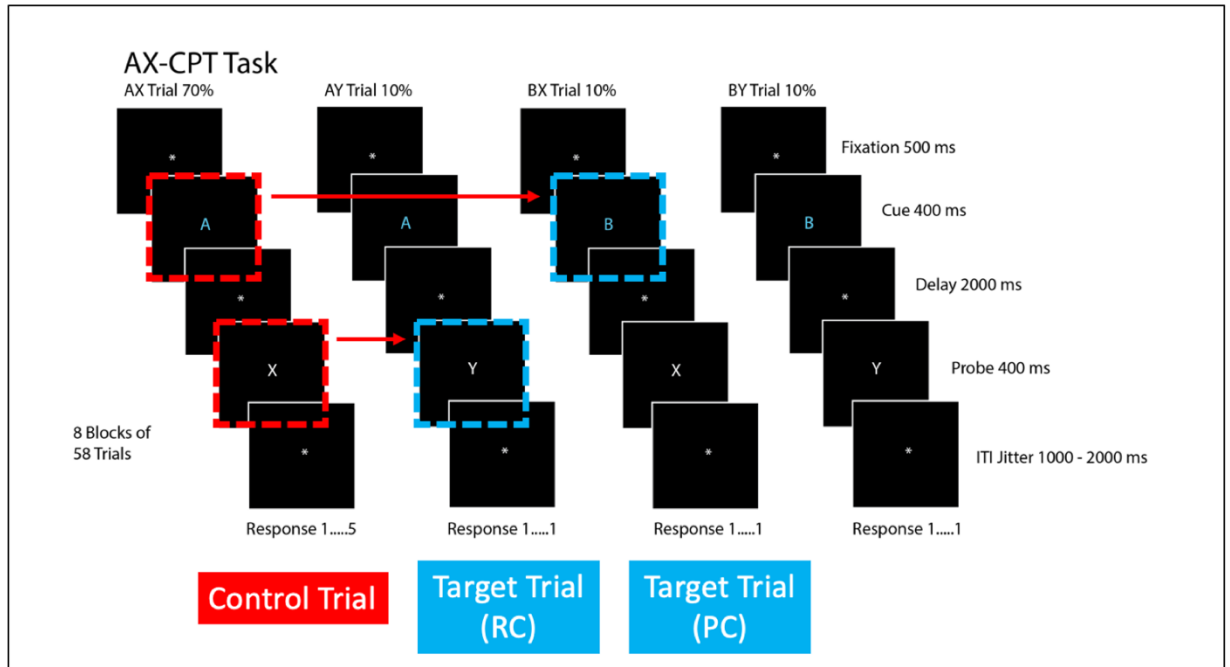 AX-CPT Task
AX Trial 70%
AY Trial 10%
BX Trial 10%
BY Trial 10%
*
*
*
*
Fixation 500 ms
A
A
B
B
Cue 400 ms
*
*
*
*
Delay 2000 ms
X
Y
X
Y
Probe 400 ms
8 Blocks of
58 Trials
*
*
*
*
ITI Jitter 1000 - 2000 ms
Response 1.....5
Response 1.....1
Response 1.....1
Response 1.....1
Control Trial
Target Trial
(RC)
Target Trial
(PC)